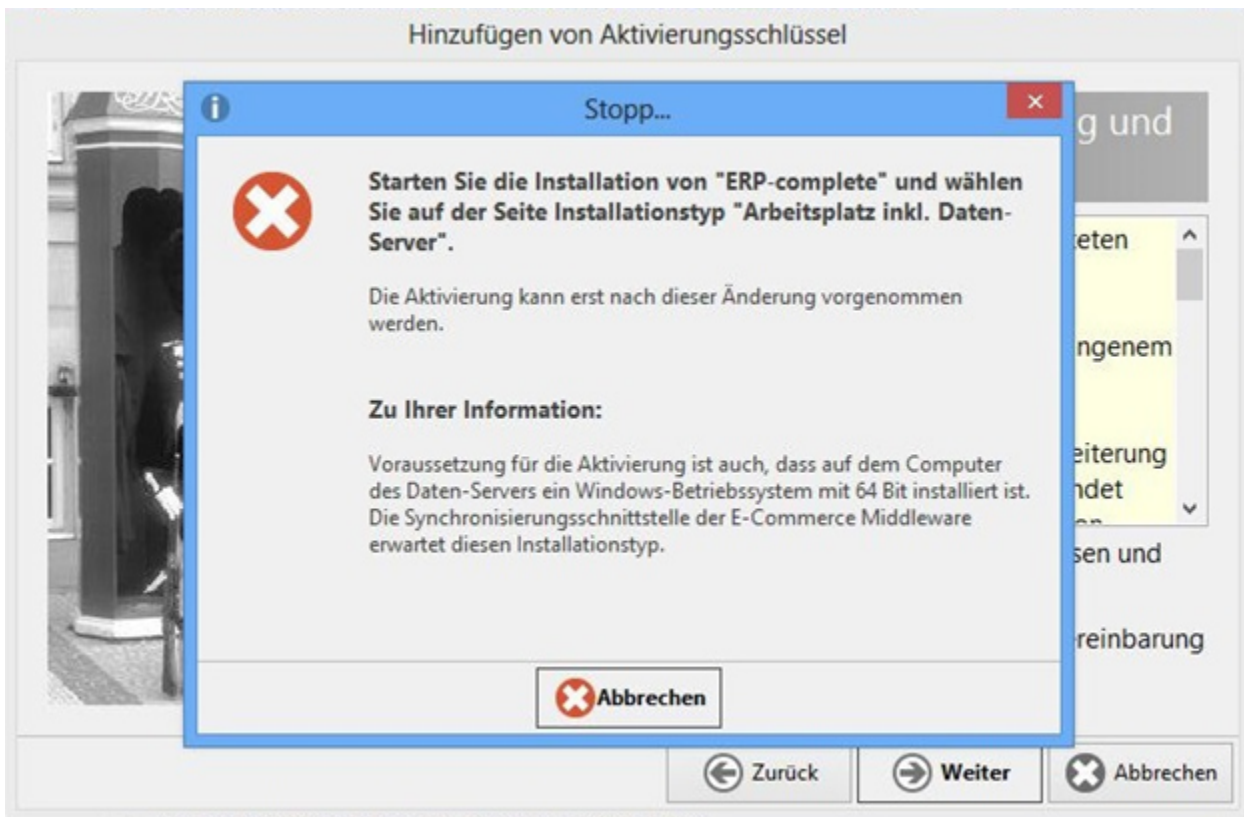 Hinzufügen von Aktivierungsschlüssel
Stopp...
g und
Starten Sie die Installation von "ERP-complete" und wählen
Sie auf der Seite Installationstyp "Arbeitsplatz inkl. Daten-
Server".
Die Aktivierung kann erst nach dieser Änderung vorgenommen
werden.
Zu Ihrer Information:
Voraussetzung für die Aktivierung ist auch, dass auf dem Computer
des Daten-Servers ein Windows-Betriebssystem mit 64 Bit installiert ist.
Die Synchronisierungsschnittstelle der E-Commerce Middleware
erwartet diesen Installationstyp.
Abbrechen
teten
ngenem
eiterung
ndet
sen und
reinbarung
Zurück Weiter Abbrechen